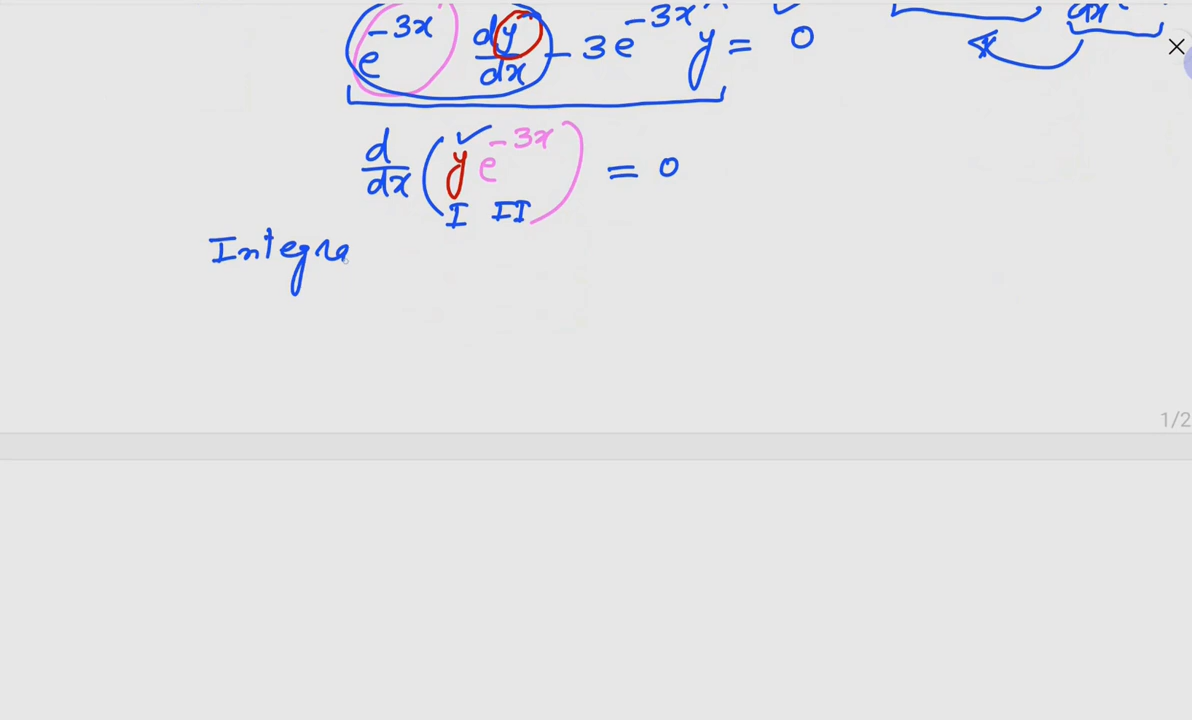 e^{-3x} dy/dx - 3e^{-3x} y = 0
d/dx (y e^{-3x}) = 0
I II
Integra
1/2